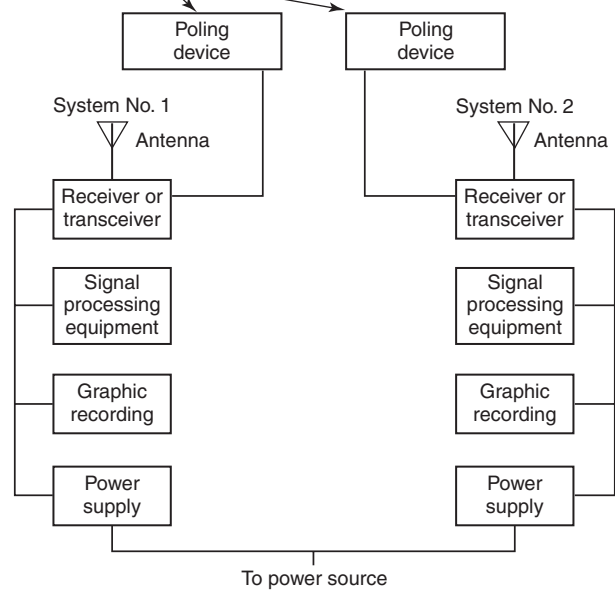 Poling
device
Poling
device
System No. 1
Antenna
System No. 2
Antenna
Receiver or
transceiver
Receiver or
transceiver
Signal
processing
equipment
Signal
processing
equipment
Graphic
recording
Graphic
recording
Power
supply
Power
supply
To power source